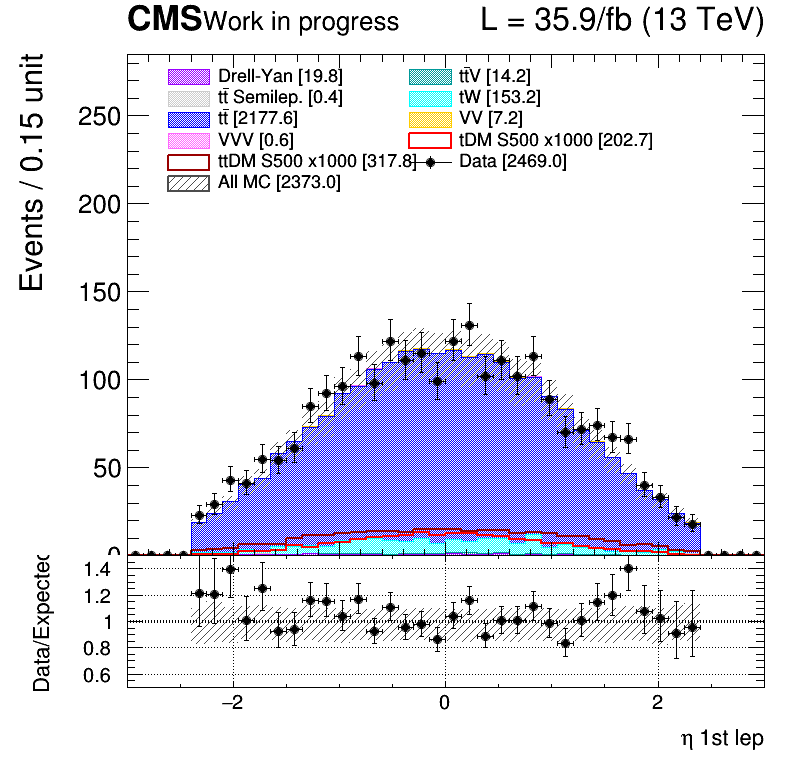 CMS Work in progress L = 35.9/fb (13 TeV)
Drell-Yan [19.8] tt̄V [14.2]
tt̄ Semilep. [0.4] tW [153.2]
tt̄ [2177.6] VV [7.2]
VVV [0.6] tDM S500 x1000 [202.7]
ttDM S500 x1000 [317.8] Data [2469.0]
All MC [2373.0]
Events / 0.15 unit
250
200
150
100
50
0
Data/Expected
1.4
1.2
1
0.8
0.6
−2 0 2
η 1st lep